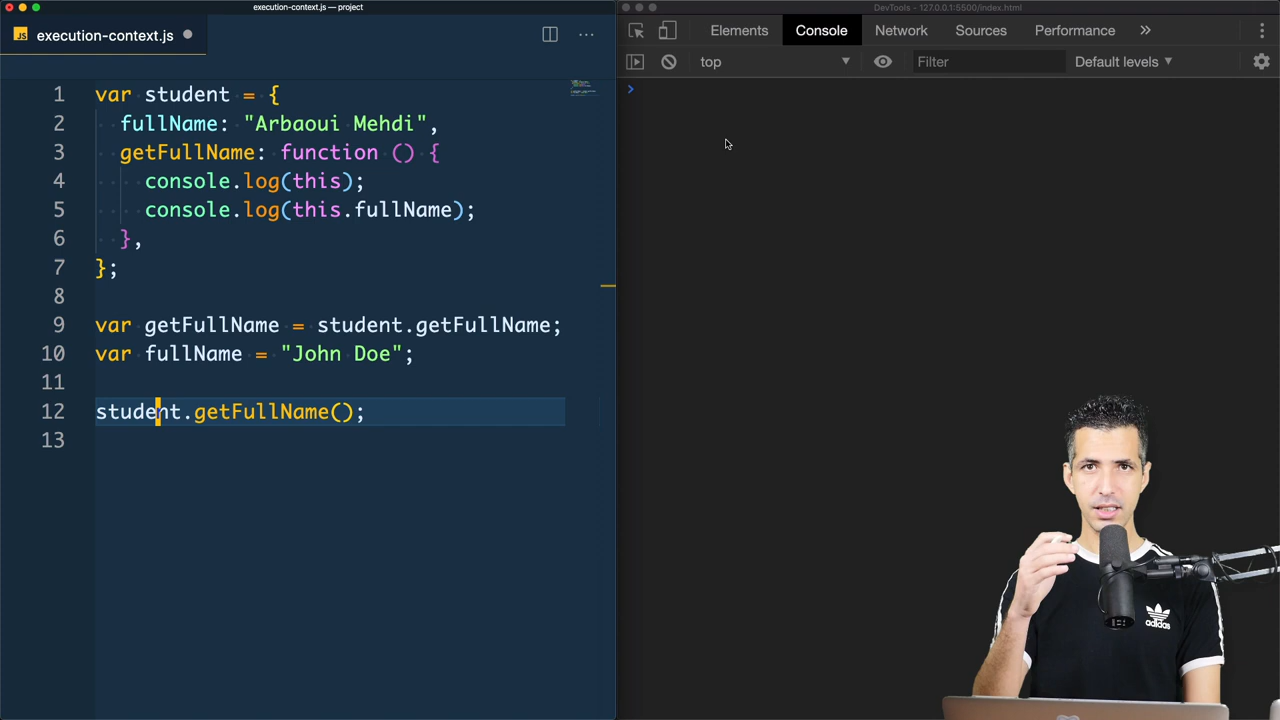 execution-context.js — project
JS execution-context.js
1 var student = {
2 fullName: "Arbaoui Mehdi",
3 getFullName: function () {
4 console.log(this);
5 console.log(this.fullName);
6 },
7 };
8
9 var getFullName = student.getFullName;
10 var fullName = "John Doe";
11
12 student.getFullName();
13
DevTools - 127.0.0.1:5500/index.html
Elements Console Network Sources Performance »
top Filter Default levels
adidas